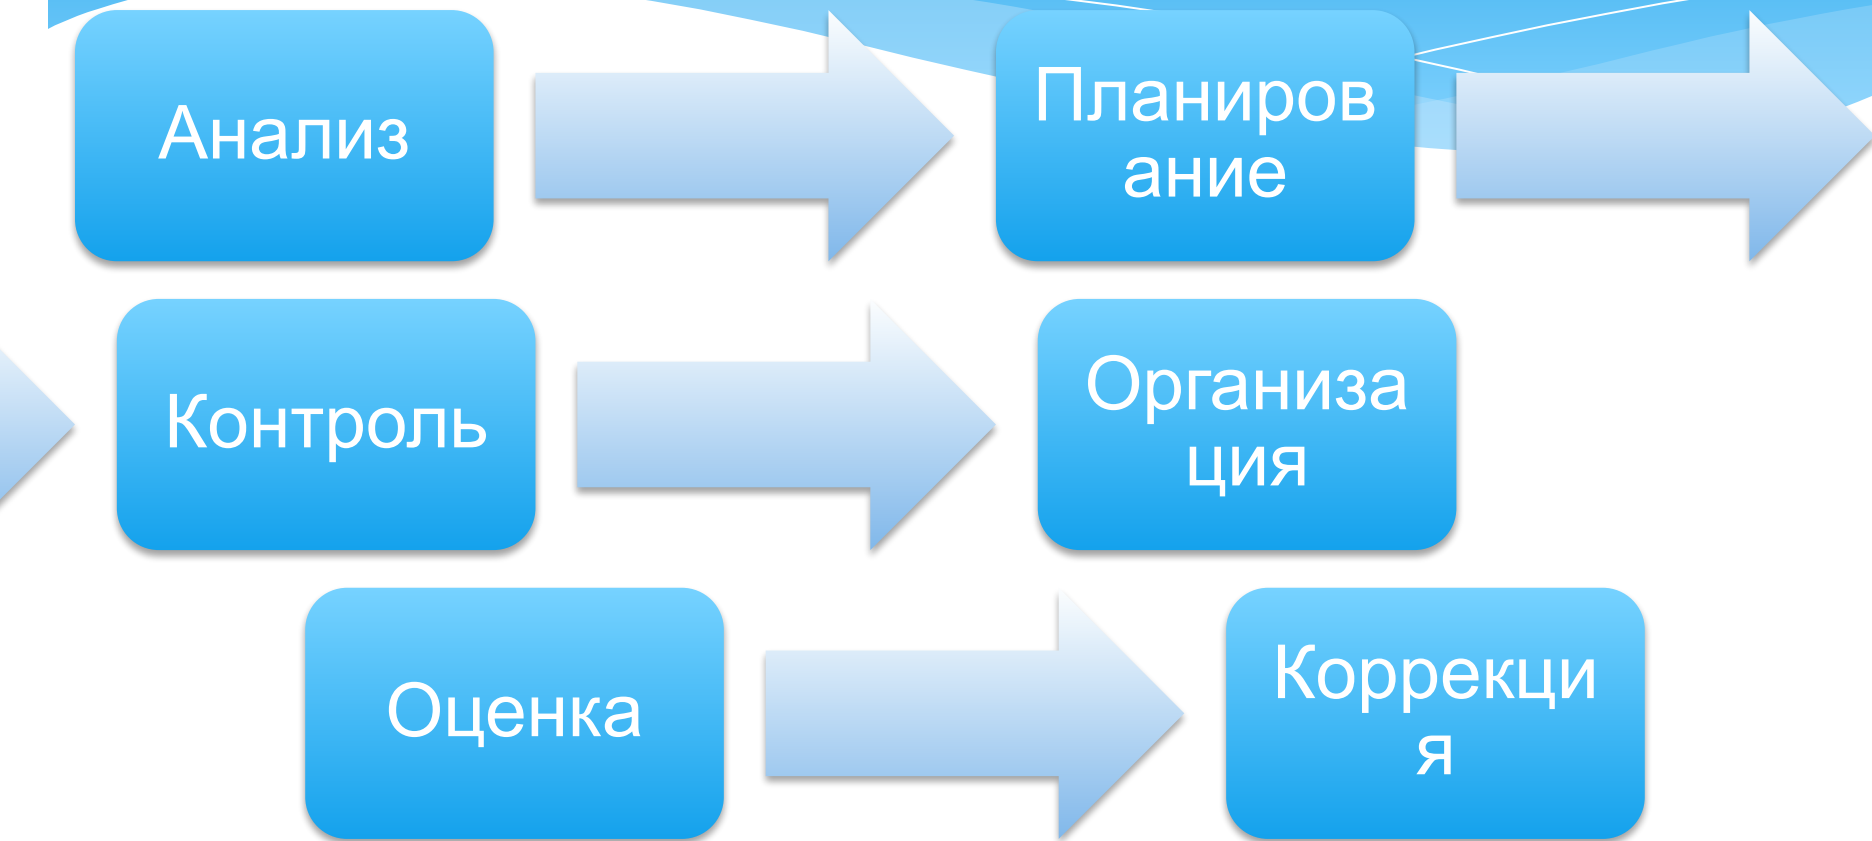 Анализ
Планиров
ание
Контроль
Организа
ция
Оценка
Коррекци
я